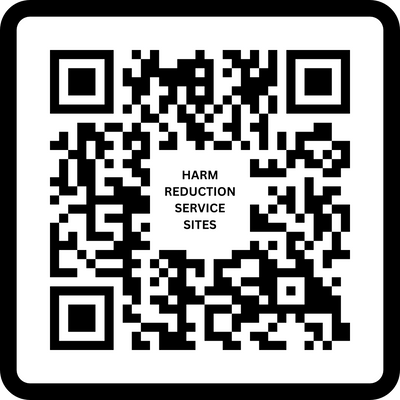 HARM
REDUCTION
SERVICE
SITES